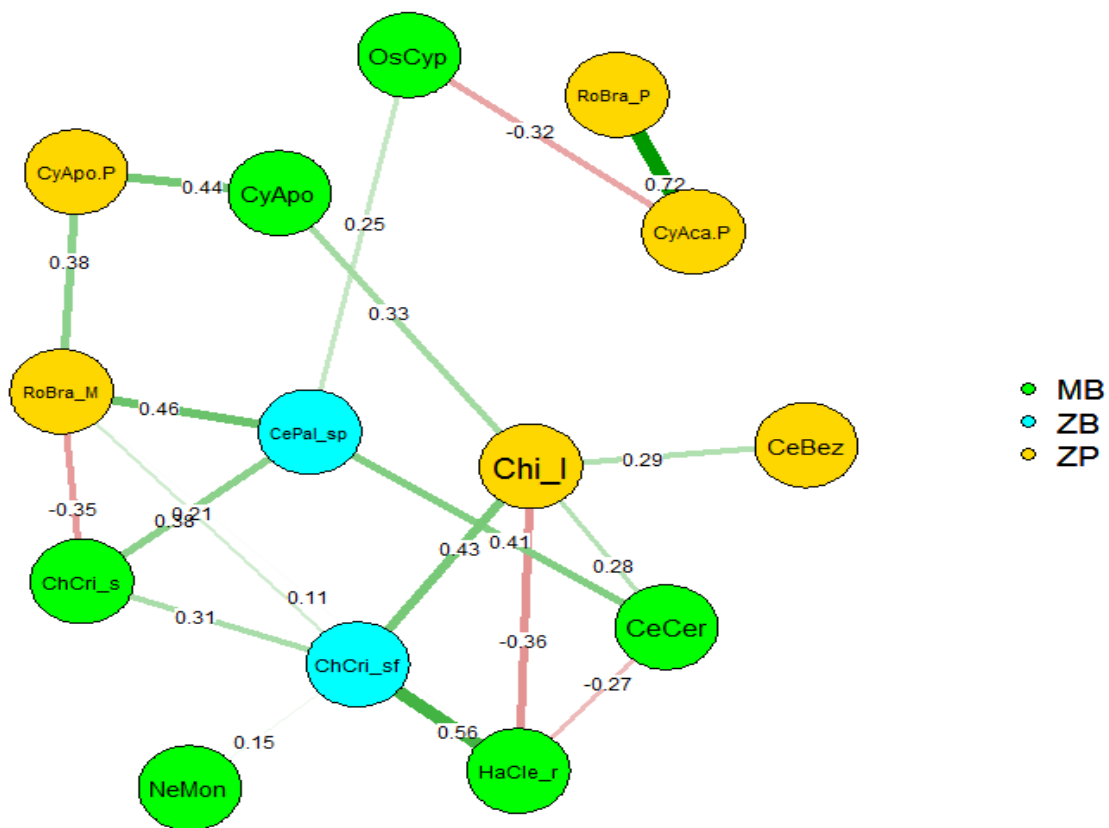 OsCyp
RoBra_P
-0.32
CyApo.P
0.44
CyApo
0.72
CyAca.P
0.25
0.38
0.33
RoBra_M
0.46
CePal_sp
Chi_l
0.29
CeBez
MB
ZB
ZP
-0.35
0.21
0.38
0.43
0.41
0.28
ChCri_s
0.31
0.11
ChCri_sf
-0.36
CeCer
-0.27
0.56
0.15
NeMon
HaCle_r